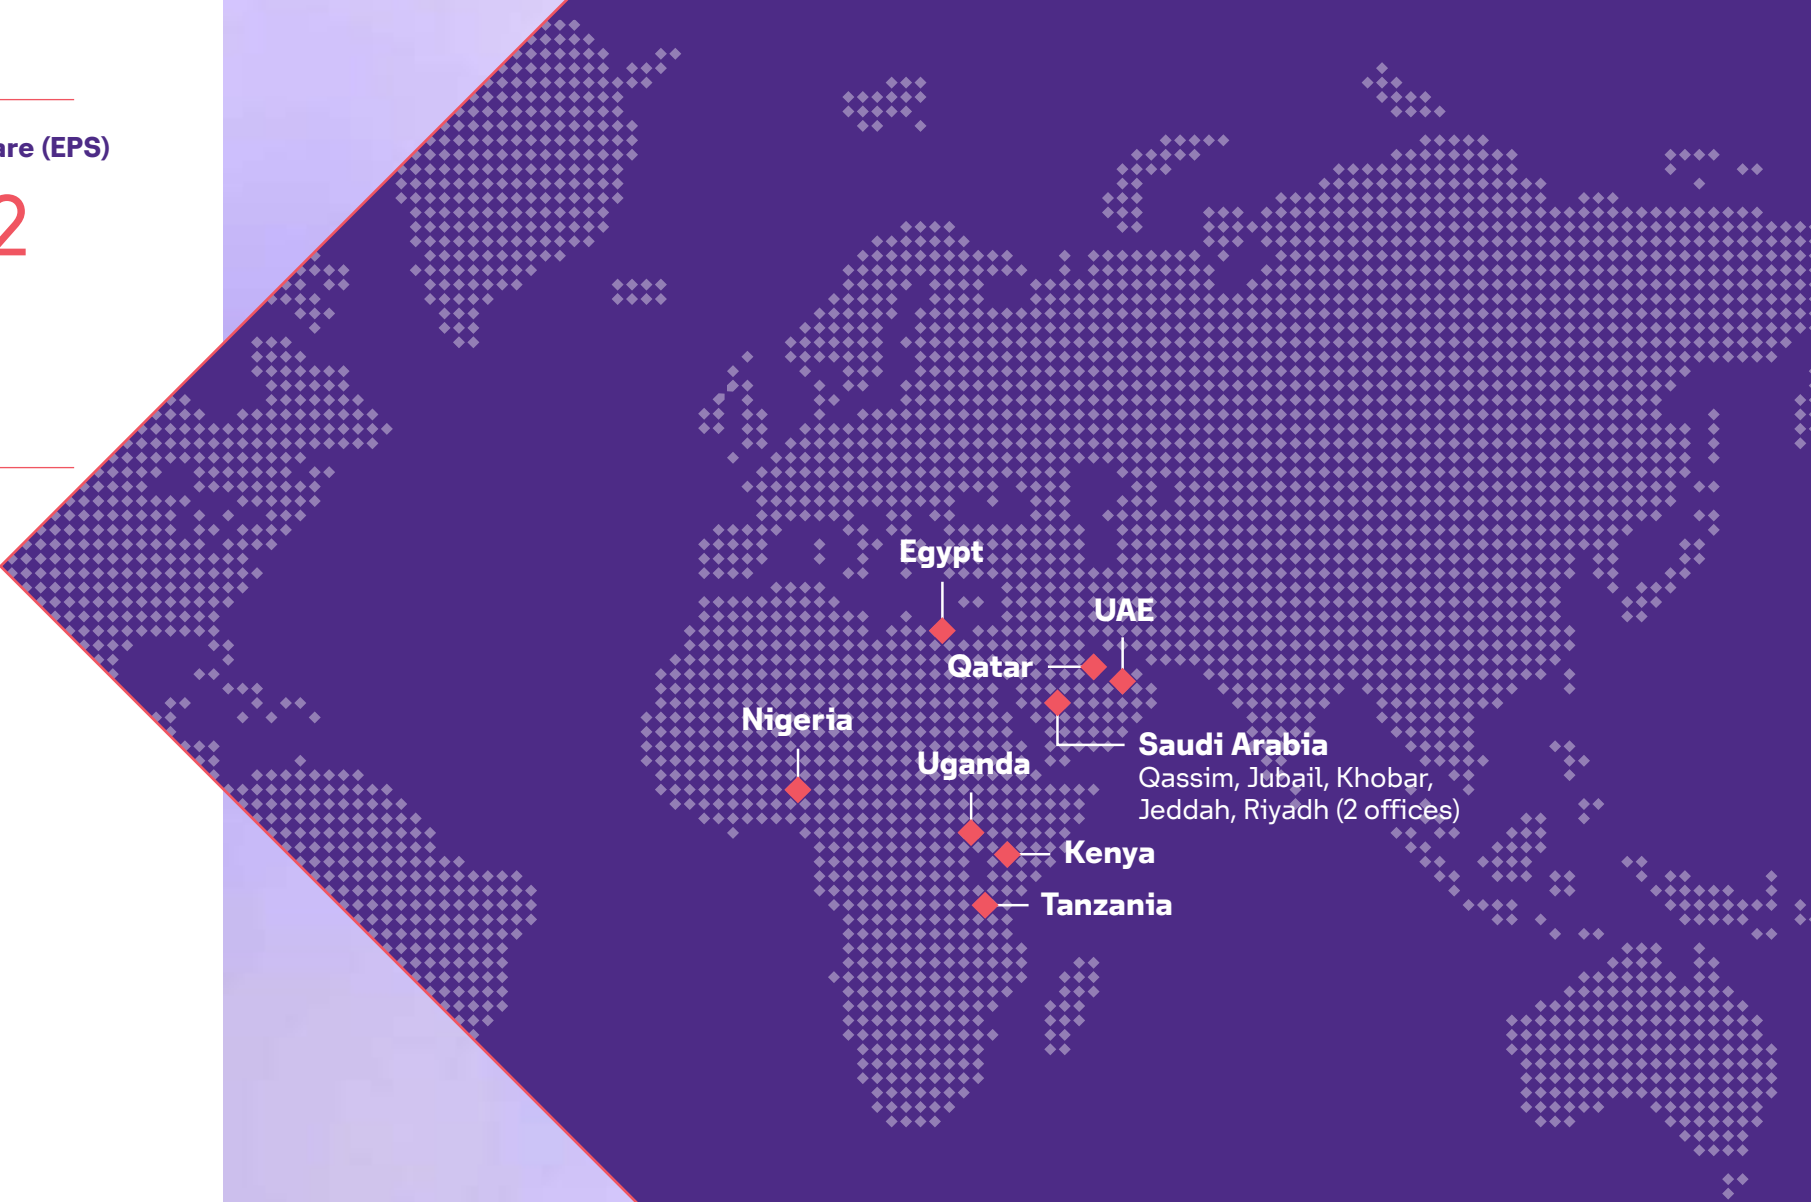 are (EPS)
2
Egypt
UAE
Qatar
Nigeria
Saudi Arabia
Qassim, Jubail, Khobar,
Jeddah, Riyadh (2 offices)
Uganda
Kenya
Tanzania